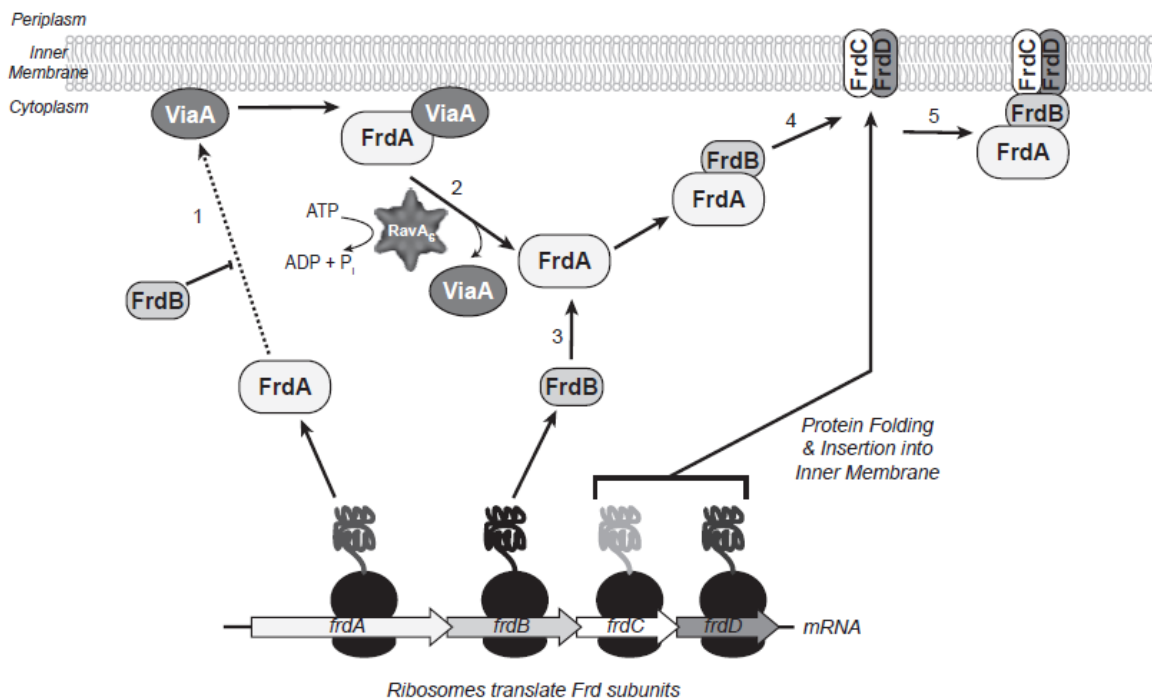 Periplasm
Inner
Membrane
Cytoplasm
ViaA
ViaA
FrdA
FrdC
FrdD
FrdC
FrdD
FrdB
FrdA
4
5
FrdB
FrdA
1
2
ATP
RavA6
ADP + Pi
FrdA
ViaA
FrdB
3
FrdA
FrdB
Protein Folding
& Insertion into
Inner Membrane
frdA
frdB
frdC
frdD
mRNA
Ribosomes translate Frd subunits